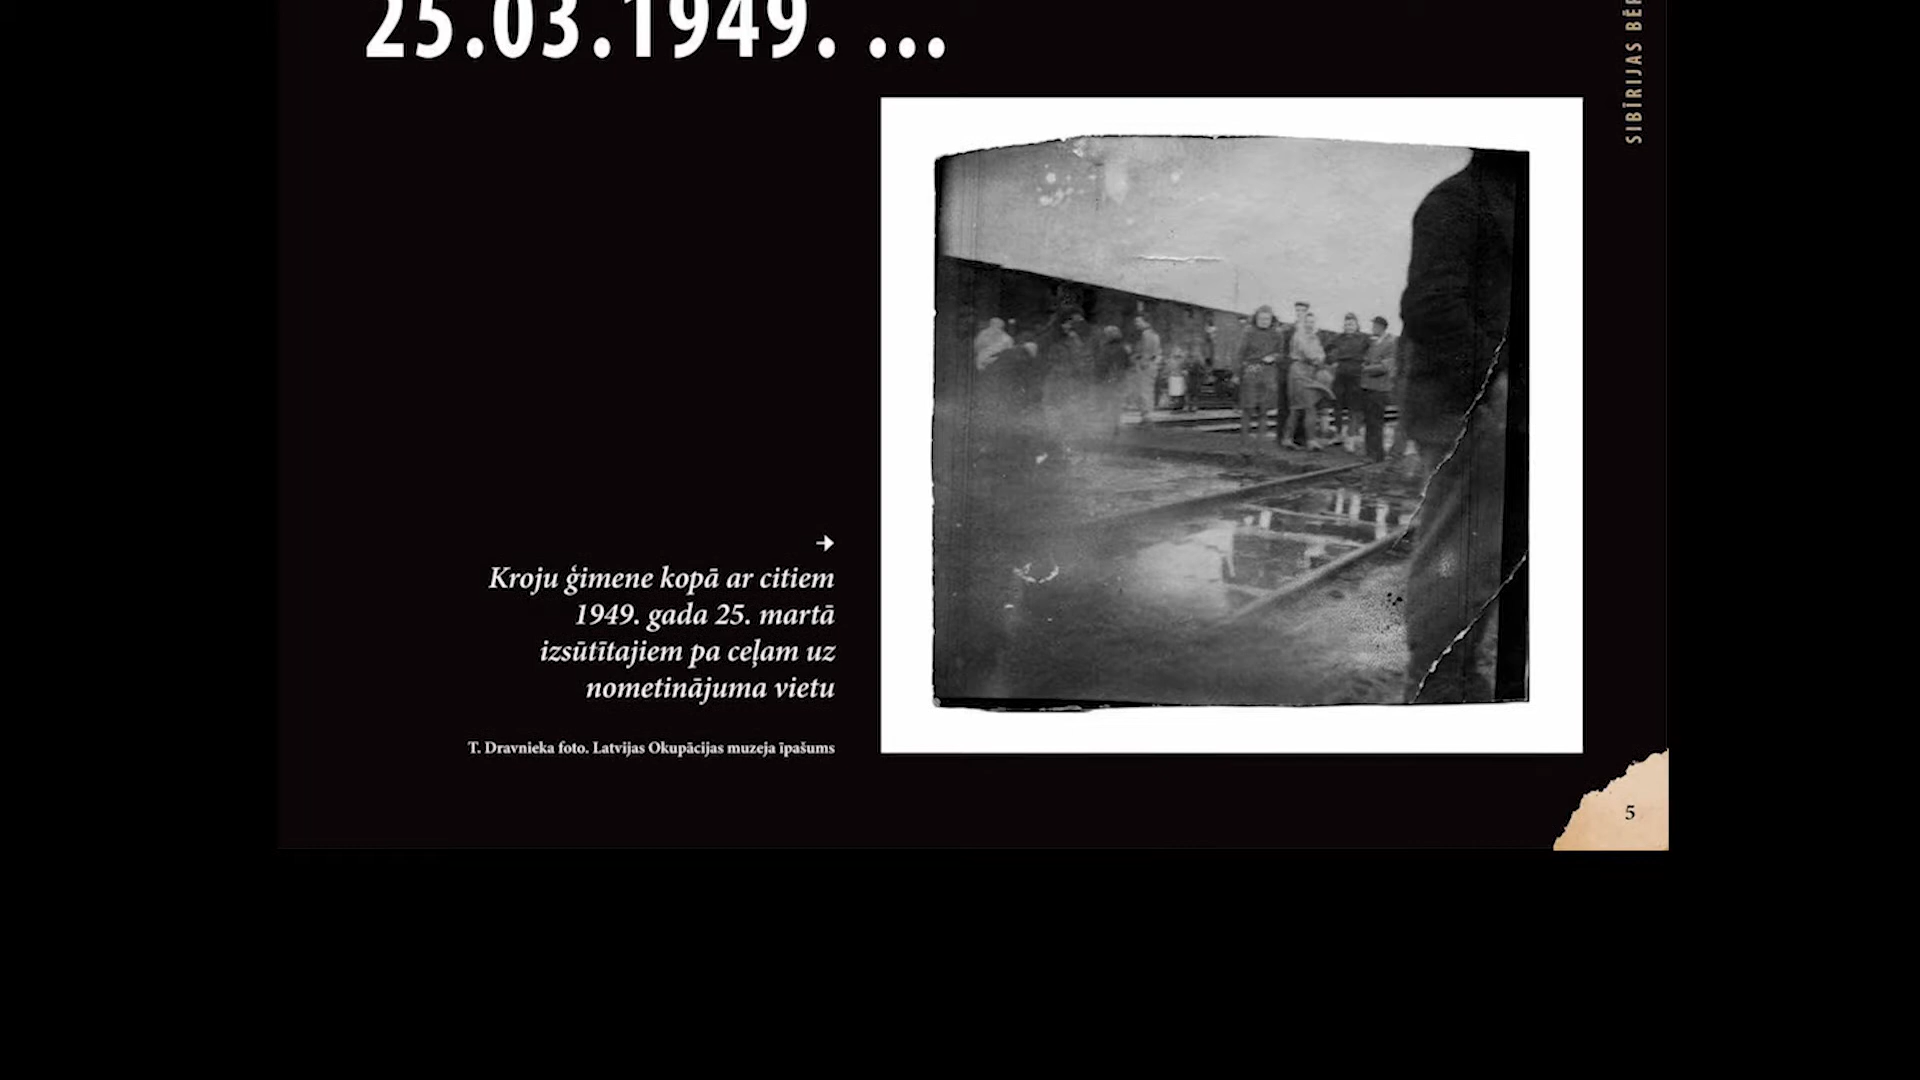 25.03.1949. ...
SIBĪRIJAS
→
Kroju ģimene kopā ar citiem
1949. gada 25. martā
izsūtītajiem pa ceļam uz
nometinājuma vietu
T. Dravnieka foto. Latvijas Okupācijas muzeja īpašums
5